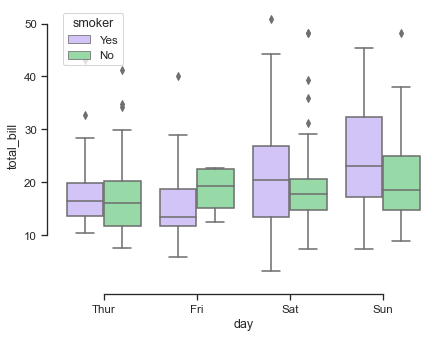 smoker
Yes
No
50
40
30
20
10
total_bill
Thur
Fri
Sat
Sun
day